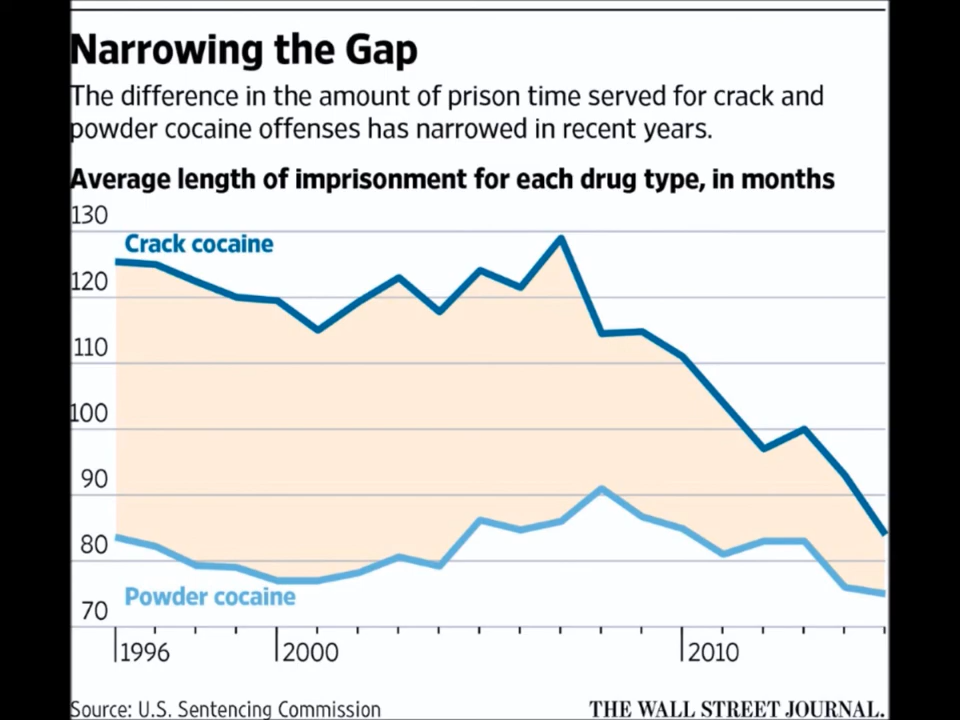 Narrowing the Gap
The difference in the amount of prison time served for crack and
powder cocaine offenses has narrowed in recent years.
Average length of imprisonment for each drug type, in months
130
Crack cocaine
120
110
100
90
80
Powder cocaine
70
1996 2000 2010
Source: U.S. Sentencing Commission THE WALL STREET JOURNAL.